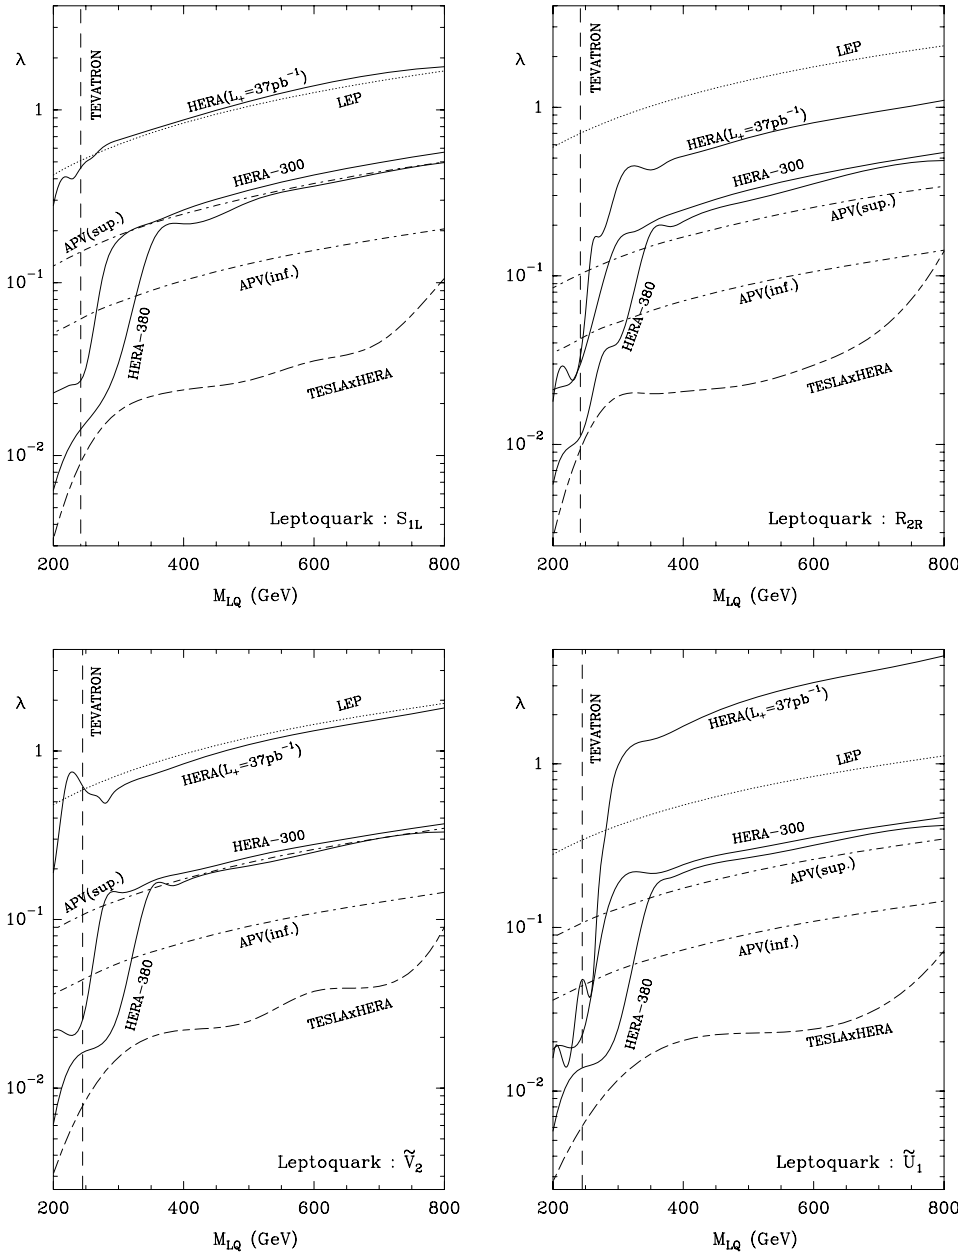 λ
TEVATRON
HERA(L₊=37pb⁻¹)
LEP
1
HERA-300
APV(sup.)
APV(inf.)
10⁻¹
HERA-380
TESLAxHERA
10⁻²
Leptoquark : S₁L
200 400 600 800
M_LQ (GeV)
λ
TEVATRON
LEP
1
HERA(L₊=37pb⁻¹)
HERA-300
APV(sup.)
10⁻¹
APV(inf.)
HERA-380
TESLAxHERA
10⁻²
Leptoquark : R₂R
200 400 600 800
M_LQ (GeV)
λ
TEVATRON
LEP
1
HERA(L₊=37pb⁻¹)
HERA-300
APV(sup.)
10⁻¹
APV(inf.)
HERA-380
TESLAxHERA
10⁻²
Leptoquark : Ṽ₂
200 400 600 800
M_LQ (GeV)
λ
TEVATRON
HERA(L₊=37pb⁻¹)
LEP
1
HERA-300
APV(sup.)
10⁻¹
APV(inf.)
HERA-380
TESLAxHERA
10⁻²
Leptoquark : Ũ₁
200 400 600 800
M_LQ (GeV)